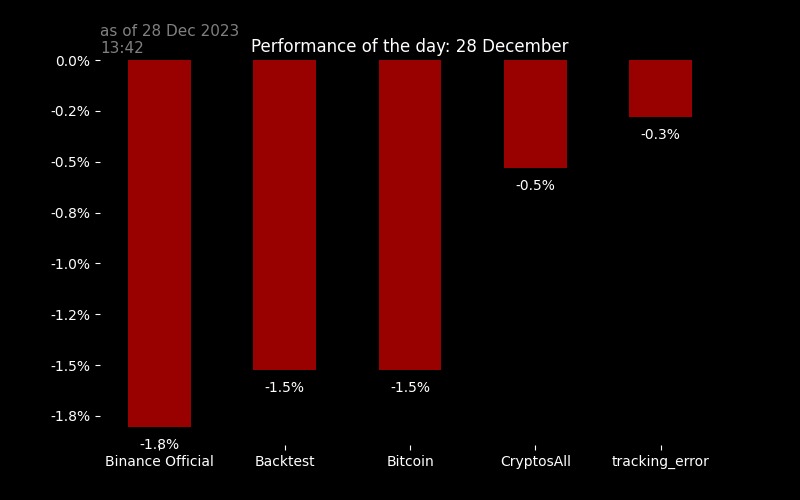 as of 28 Dec 2023
13:42
Performance of the day: 28 December
0.0%
-0.2%
-0.5%
-0.8%
-1.0%
-1.2%
-1.5%
-1.8%
-1.8%
-1.5%
-1.5%
-0.5%
-0.3%
Binance Official
Backtest
Bitcoin
CryptosAll
tracking_error